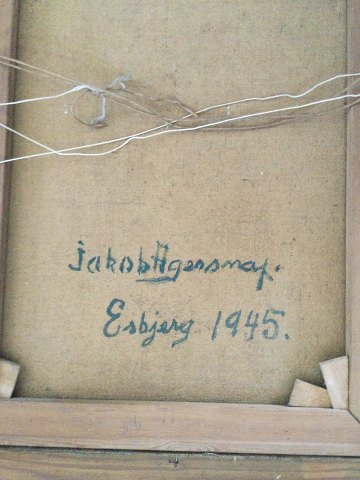 Jakob Agersnap.
Esbjerg 1945.